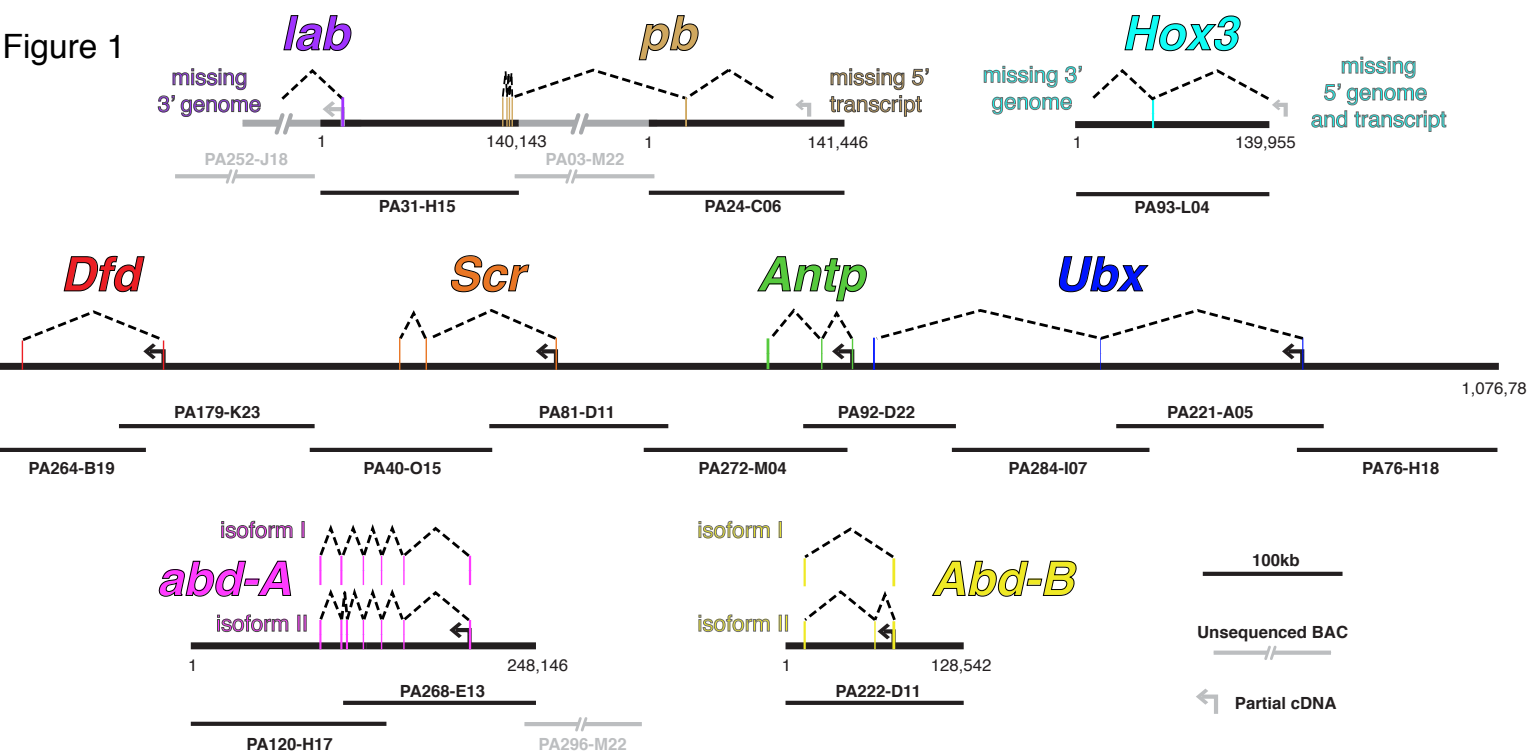 Figure 1
lab
pb
Hox3
missing
3’ genome
missing 5’
transcript
missing 3’
genome
missing
5’ genome
and transcript
1
140,143
1
141,446
1
139,955
PA252-J18
PA03-M22
PA31-H15
PA24-C06
PA93-L04
Dfd
Scr
Antp
Ubx
1,076,78
PA179-K23
PA81-D11
PA92-D22
PA221-A05
PA264-B19
PA40-O15
PA272-M04
PA284-I07
PA76-H18
isoform I
abd-A
isoform II
1
248,146
PA268-E13
PA120-H17
PA296-M22
isoform I
Abd-B
isoform II
1
128,542
PA222-D11
100kb
Unsequenced BAC
Partial cDNA